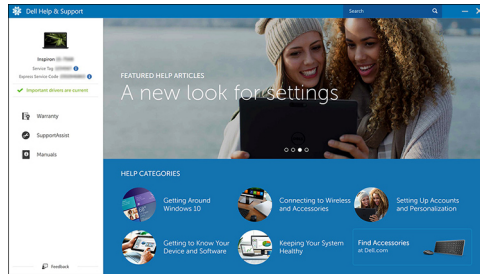 Dell Help & Support
Search
Inspiron
Service Tag
Express Service Code
Important drivers are current
Warranty
SupportAssist
Manuals
Feedback
FEATURED HELP ARTICLES
A new look for settings
HELP CATEGORIES
Getting Around
Windows 10
Connecting to Wireless
and Accessories
Setting Up Accounts
and Personalization
Getting to Know Your
Device and Software
Keeping Your System
Healthy
Find Accessories
at Dell.com